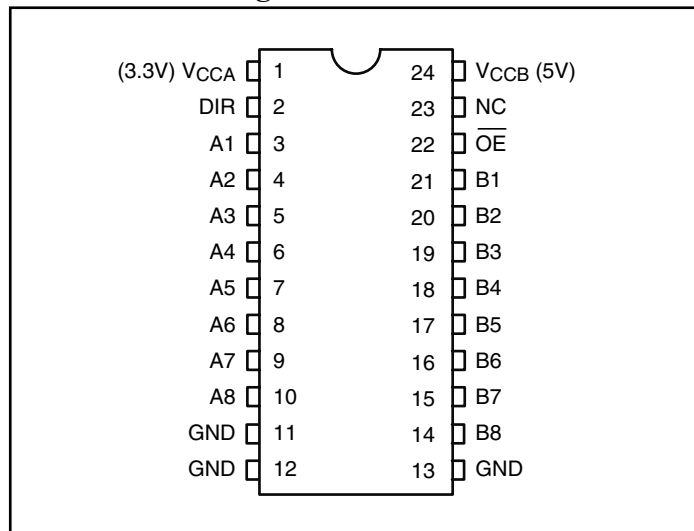 (3.3V) VCCA 1 24 VCCB (5V)
DIR 2 23 NC
A1 3 22 O̅E̅
A2 4 21 B1
A3 5 20 B2
A4 6 19 B3
A5 7 18 B4
A6 8 17 B5
A7 9 16 B6
A8 10 15 B7
GND 11 14 B8
GND 12 13 GND